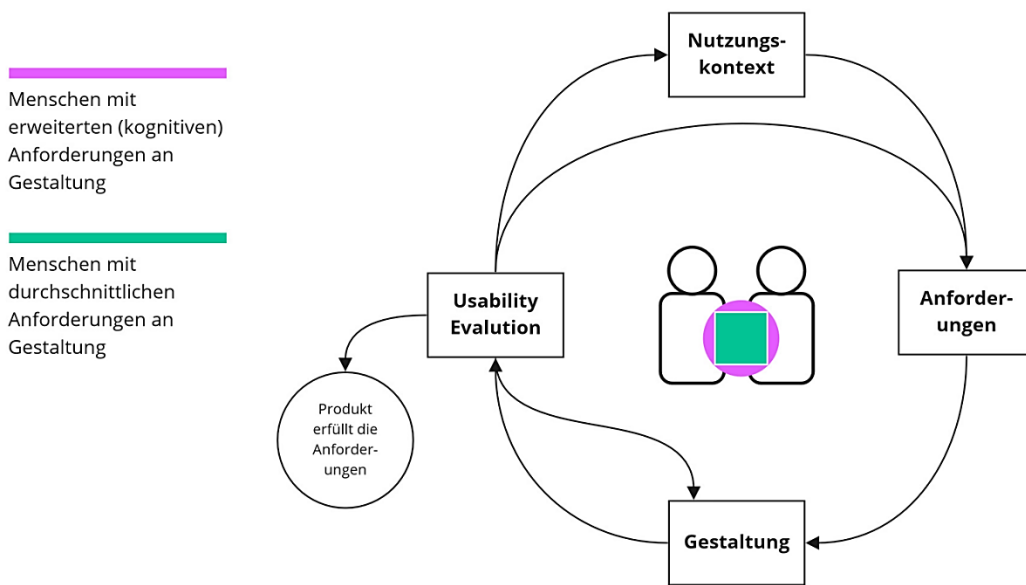 Menschen mit
erweiterten (kognitiven)
Anforderungen an
Gestaltung
Menschen mit
durchschnittlichen
Anforderungen an
Gestaltung
Nutzungs-
kontext
Anforder-
ungen
Gestaltung
Usability
Evalution
Produkt
erfüllt die
Anforder-
ungen